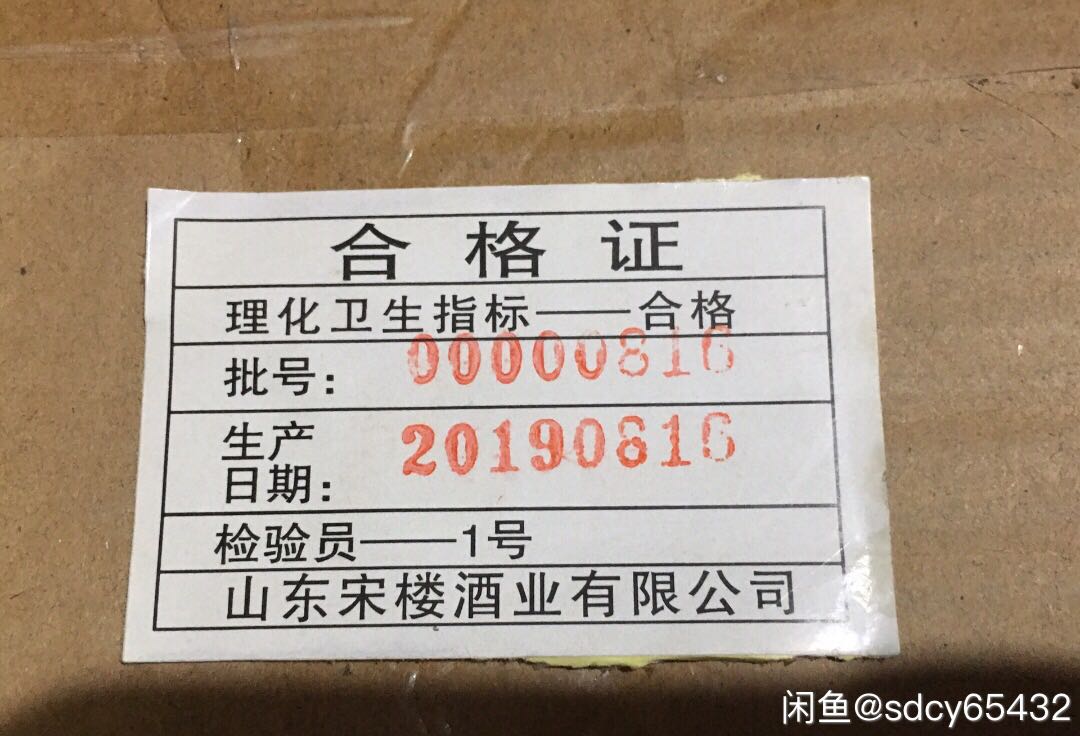 合格证
理化卫生指标——合格
批号: 00000816
生产
日期: 20190816
检验员——1号
山东宋楼酒业有限公司
闲鱼@sdcy65432